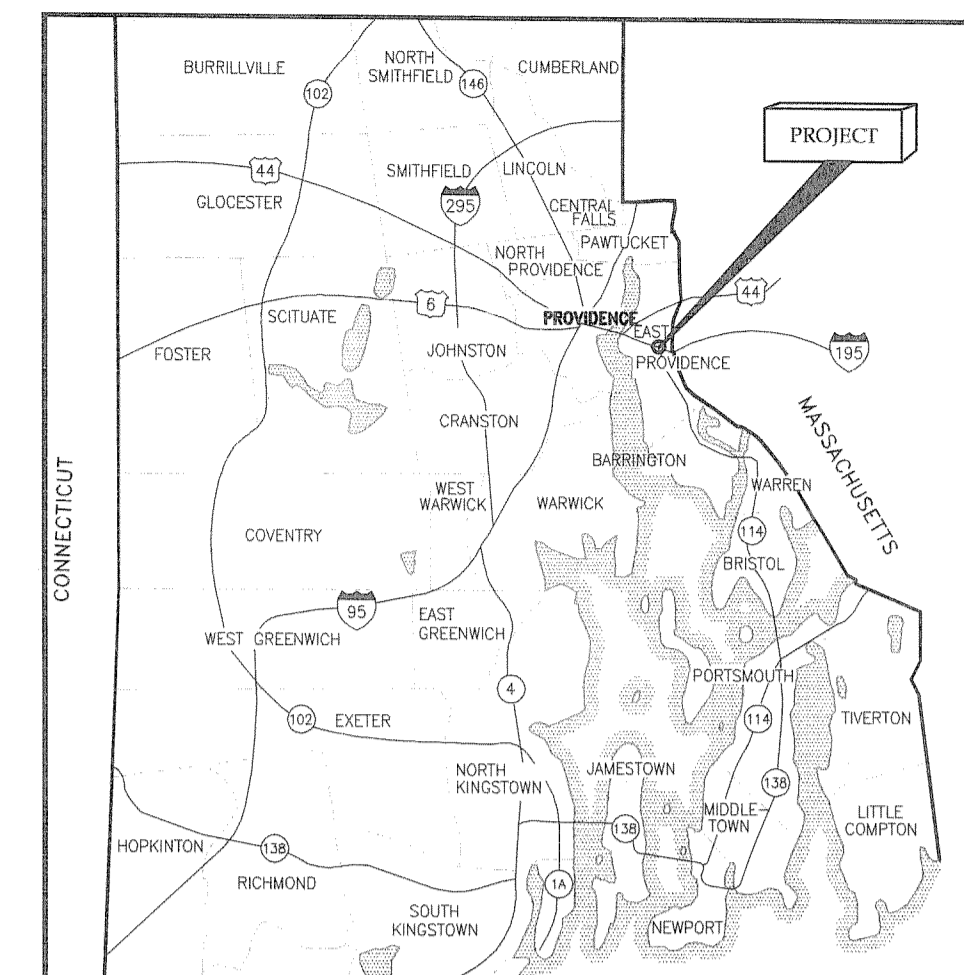 BURRILLVILLE
NORTH
SMITHFIELD
CUMBERLAND
102
146
PROJECT
44
SMITHFIELD
LINCOLN
GLOCESTER
295
CENTRAL
FALLS
PAWTUCKET
NORTH
PROVIDENCE
44
6
SCITUATE
PROVIDENCE
EAST
PROVIDENCE
FOSTER
JOHNSTON
195
CRANSTON
MASSACHUSETTS
BARRINGTON
WARREN
WEST
WARWICK
WARWICK
CONNECTICUT
COVENTRY
114
BRISTOL
95
EAST
GREENWICH
WEST GREENWICH
PORTSMOUTH
4
102
EXETER
114
TIVERTON
NORTH
KINGSTOWN
JAMESTOWN
138
MIDDLE-
TOWN
LITTLE
COMPTON
138
HOPKINTON
138
RICHMOND
1A
SOUTH
KINGSTOWN
NEWPORT